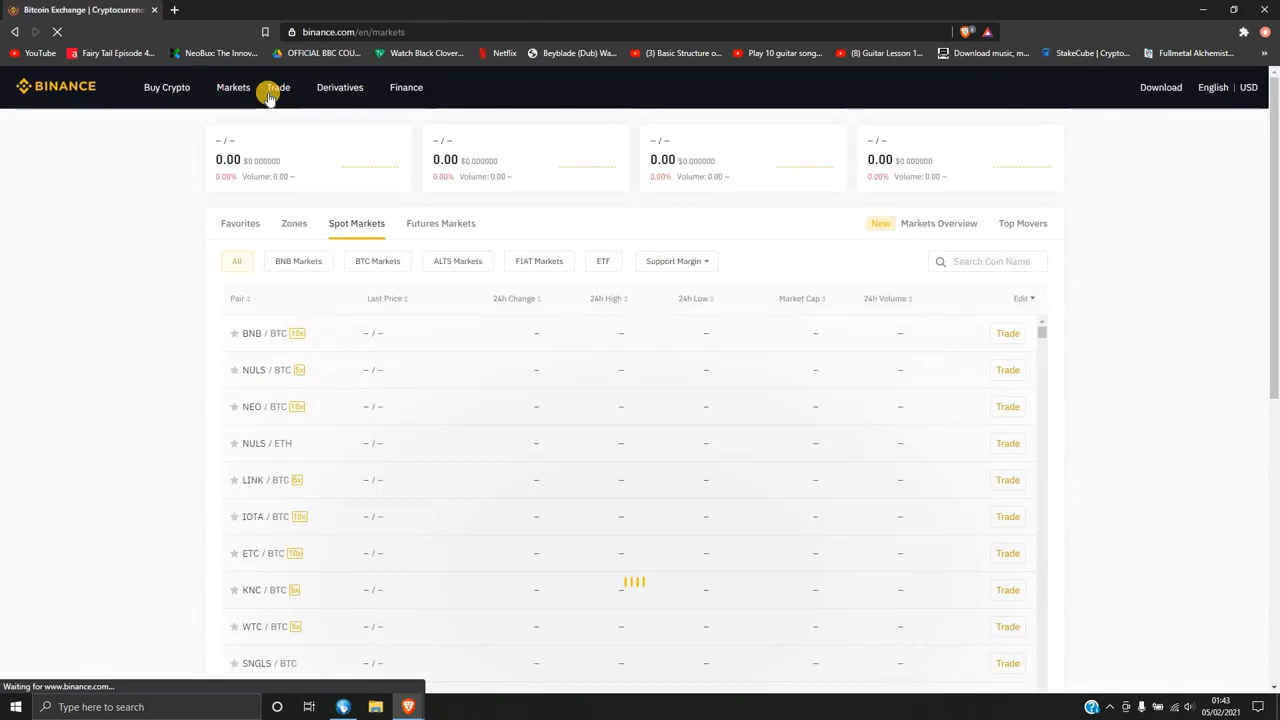 Bitcoin Exchange | Cryptocurrenc
binance.com/en/markets
YouTube
Fairy Tail Episode 4...
NeoBux The Innov...
OFFICIAL BBC COU...
Watch Black Clover...
Netflix
Beyblade (Dub) Wa...
(3) Basic Structure o...
Play 10 guitar song...
(8) Guitar Lesson 1...
Download music, m...
StakeCube | Crypto...
Fullmetal Alchemist...
BINANCE
Buy Crypto
Markets
Trade
Derivatives
Finance
Download
English | USD
– / –
0.00 $0.000000
0.00% Volume: 0.00 –
– / –
0.00 $0.000000
0.00% Volume: 0.00 –
– / –
0.00 $0.000000
0.00% Volume: 0.00 –
– / –
0.00 $0.000000
0.00% Volume: 0.00 –
Favorites Zones Spot Markets Futures Markets New Markets Overview Top Movers
All BNB Markets BTC Markets ALTS Markets FIAT Markets ETF Support Margin Search Coin Name
Pair Last Price 24h Change 24h High 24h Low Market Cap 24h Volume Edit
BNB / BTC 10x – / – – – – – – Trade
NULS / BTC 5x – / – – – – – – Trade
NEO / BTC 10x – / – – – – – – Trade
NULS / ETH – / – – – – – – Trade
LINK / BTC 5x – / – – – – – – Trade
IOTA / BTC 10x – / – – – – – – Trade
ETC / BTC 10x – / – – – – – – Trade
KNC / BTC 5x – / – – – – – – Trade
WTC / BTC 5x – / – – – – – – Trade
SNGLS / BTC – / – – – – – – Trade
Waiting for www.binance.com...
Type here to search
01:43
05/02/2021